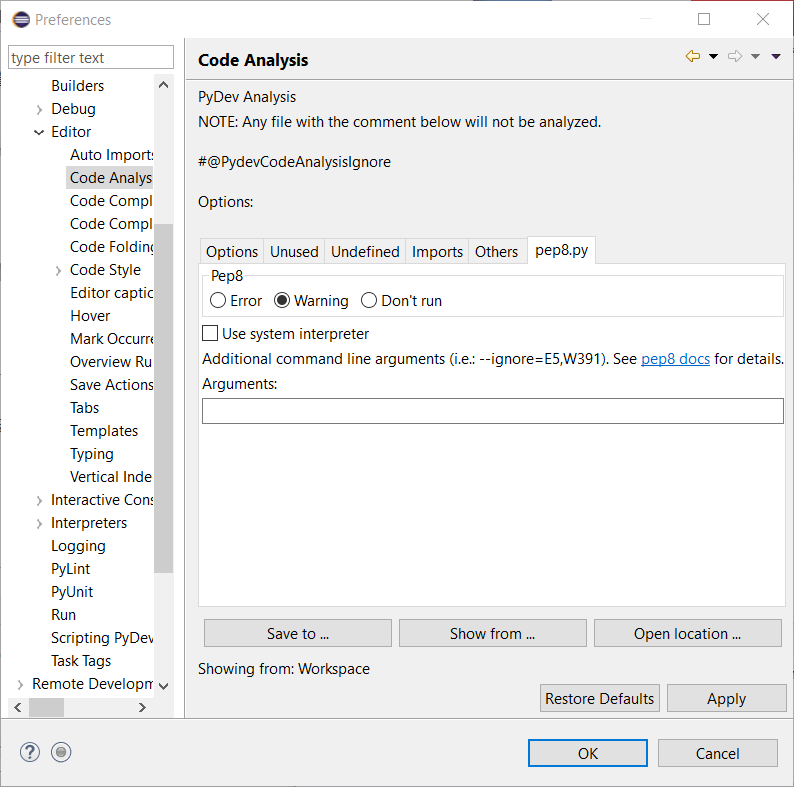 Preferences
type filter text
Builders
Debug
Editor
Auto Imports
Code Analys
Code Compl
Code Compl
Code Folding
Code Style
Editor captic
Hover
Mark Occurre
Overview Ru
Save Actions
Tabs
Templates
Typing
Vertical Inde
Interactive Cons
Interpreters
Logging
PyLint
PyUnit
Run
Scripting PyDev
Task Tags
Remote Developm
Code Analysis
PyDev Analysis
NOTE: Any file with the comment below will not be analyzed.
#@PydevCodeAnalysisIgnore
Options:
Options Unused Undefined Imports Others pep8.py
Pep8
Error Warning Don't run
Use system interpreter
Additional command line arguments (i.e.: --ignore=E5,W391). See pep8 docs for details.
Arguments:
Save to ... Show from ... Open location ...
Showing from: Workspace
Restore Defaults Apply
OK Cancel